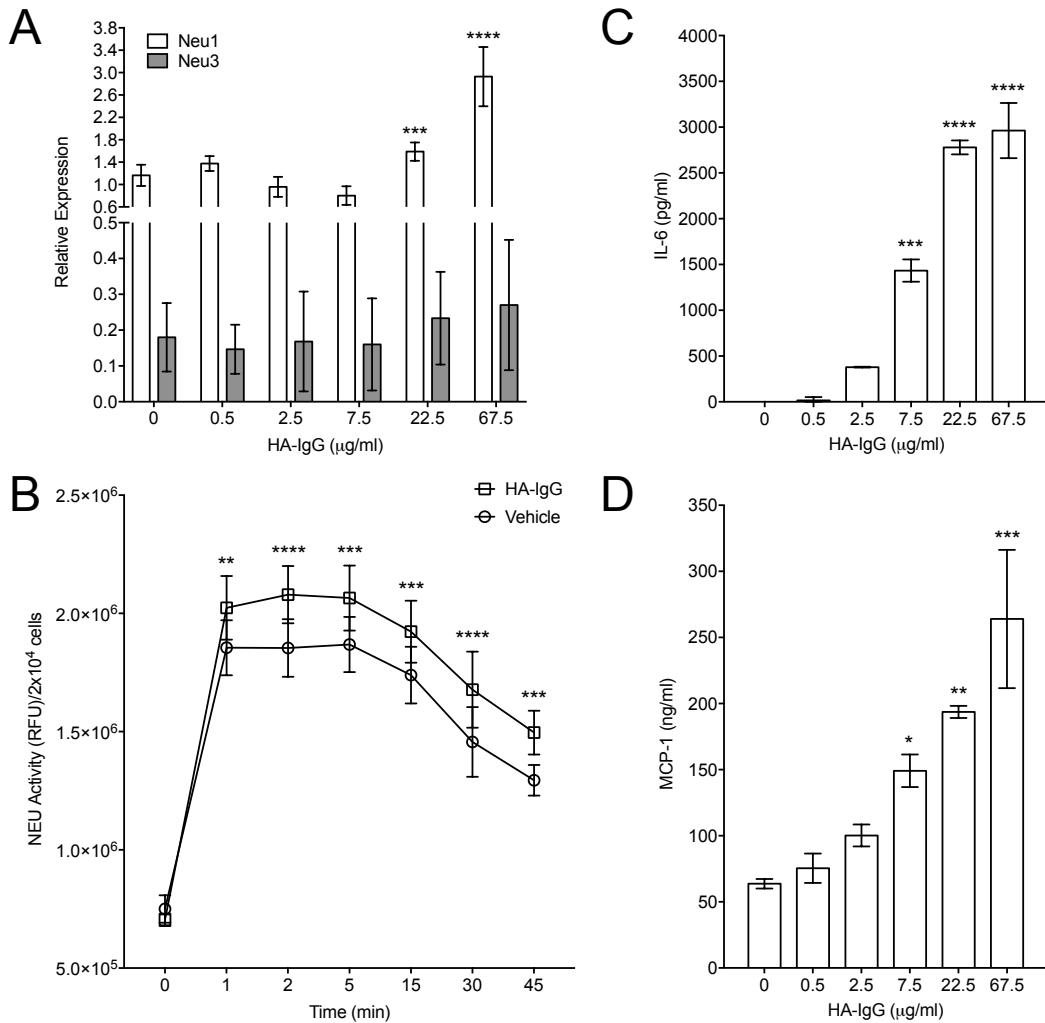 A
Neu1
Neu3
3.8
3.4
3.0
2.6
2.2
1.8
1.4
1.0
0.6
0.5
0.4
0.3
0.2
0.1
0.0
***
****
Relative Expression
0 0.5 2.5 7.5 22.5 67.5
HA-IgG (μg/ml)
B
HA-IgG
Vehicle
2.5×10⁶
2.0×10⁶
1.5×10⁶
1.0×10⁶
5.0×10⁵
** **** *** *** **** ***
NEU Activity (RFU)/2x10⁴ cells
0 1 2 5 15 30 45
Time (min)
C
4000
3500
3000
2500
2000
1500
1000
500
0
*** **** ****
IL-6 (pg/ml)
0 0.5 2.5 7.5 22.5 67.5
HA-IgG (μg/ml)
D
350
300
250
200
150
100
50
0
* ** ***
MCP-1 (ng/ml)
0 0.5 2.5 7.5 22.5 67.5
HA-IgG (μg/ml)